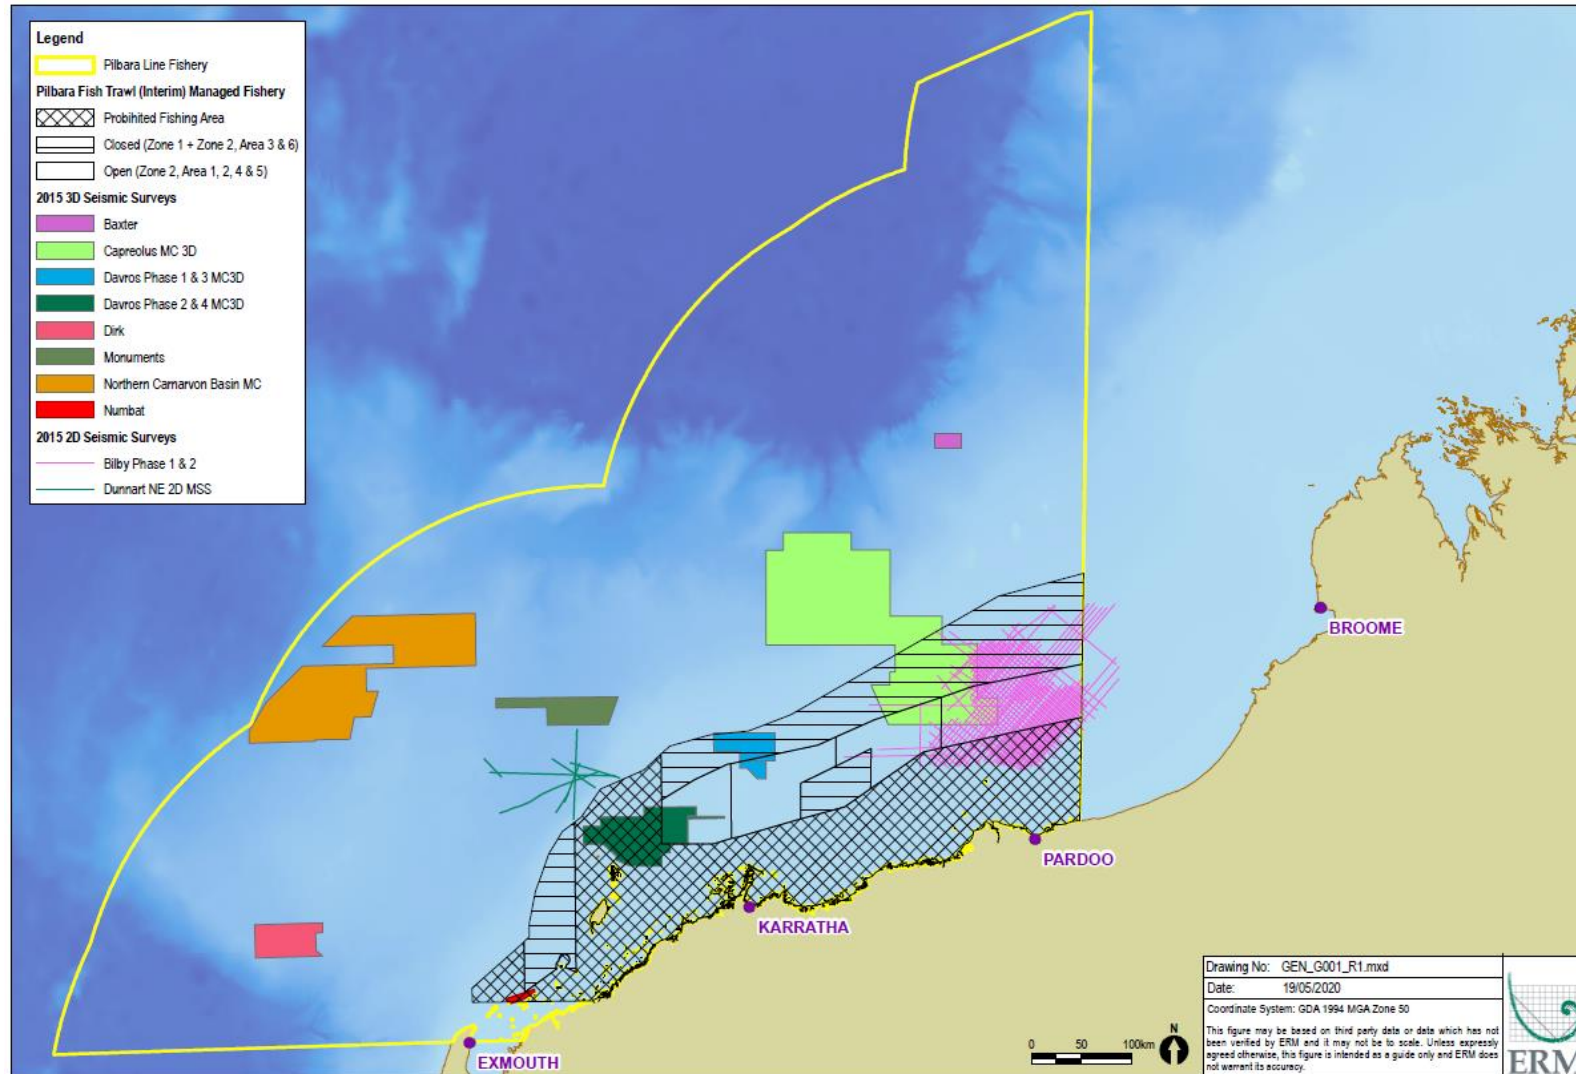 Legend
Pilbara Line Fishery
Pilbara Fish Trawl (Interim) Managed Fishery
Probihited Fishing Area
Closed (Zone 1 + Zone 2, Area 3 & 6)
Open (Zone 2, Area 1, 2, 4 & 5)
2015 3D Seismic Surveys
Baxter
Capreolus MC 3D
Davros Phase 1 & 3 MC3D
Davros Phase 2 & 4 MC3D
Dirk
Monuments
Northern Carnarvon Basin MC
Numbat
2015 2D Seismic Surveys
Bilby Phase 1 & 2
Dunnart NE 2D MSS
BROOME
PARDOO
KARRATHA
EXMOUTH
0 50 100km
N
Drawing No: GEN_G001_R1.mxd
Date: 19/05/2020
Coordinate System: GDA 1994 MGA Zone 50
This figure may be based on third party data or data which has not
been verified by ERM and it may not be to scale. Unless expressly
agreed otherwise, this figure is intended as a guide only and ERM does
not warrant its accuracy.
ERM